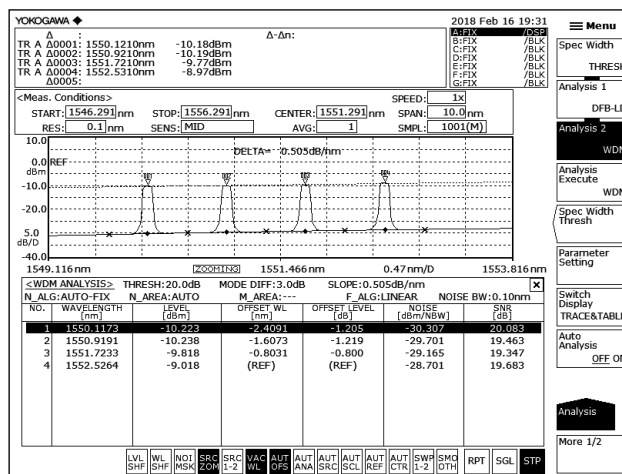 YOKOGAWA ◆
2018 Feb 16 19:31
Δ :
Δ-Δn:
TR A Δ0001: 1550.1210nm -10.18dBm
TR A Δ0002: 1550.9210nm -10.19dBm
TR A Δ0003: 1551.7210nm -9.77dBm
TR A Δ0004: 1552.5310nm -8.97dBm
Δ0005:
A:FIX /DSP
B:FIX /BLK
C:FIX /BLK
D:FIX /BLK
E:FIX /BLK
F:FIX /BLK
G:FIX /BLK
<Meas. Conditions>
SPEED: 1x
START: 1546.291 nm STOP: 1556.291 nm CENTER: 1551.291 nm SPAN: 10.0 nm
RES: 0.1 nm SENS: MID AVG: 1 SMPL: 1001(M)
10.0
DELTA= 0.505dB/nm
0.0 REF
dBm
-10.0
-20.0
5.0
dB/D
-40.0
1549.116nm ZOOMING 1551.466nm 0.47nm/D 1553.816nm
<WDM ANALYSIS> THRESH:20.0dB MODE DIFF:3.0dB SLOPE:0.505dB/nm
N_ALG:AUTO-FIX N_AREA:AUTO M_AREA:--- F_ALG:LINEAR NOISE BW:0.10nm
NO. WAVELENGTH LEVEL OFFSET WL OFFSET LEVEL NOISE SNR
[nm] [dBm] [nm] [dB] [dBm/NBW] [dB]
1 1550.1173 -10.223 -2.4091 -1.205 -30.307 20.083
2 1550.9191 -10.238 -1.6073 -1.219 -29.701 19.463
3 1551.7233 -9.818 -0.8031 -0.800 -29.165 19.347
4 1552.5264 -9.018 (REF) (REF) -28.701 19.683
LVL WL NOI SRC SRC VAC AUT AUT AUT AUT AUT AUT SWP SMO RPT SGL STP
SHF SHF MSK ZOM 1-2 WL OFS ANA SRC SCL REF CTR 1-2 OTH
Menu
Spec Width
THRESH
Analysis 1
DFB-L
Analysis 2
WDM
Analysis
Execute
WDM
Spec Width
Thresh
Parameter
Setting
Switch
Display
TRACE&TABLE
Auto
Analysis
OFF ON
Analysis
More 1/2